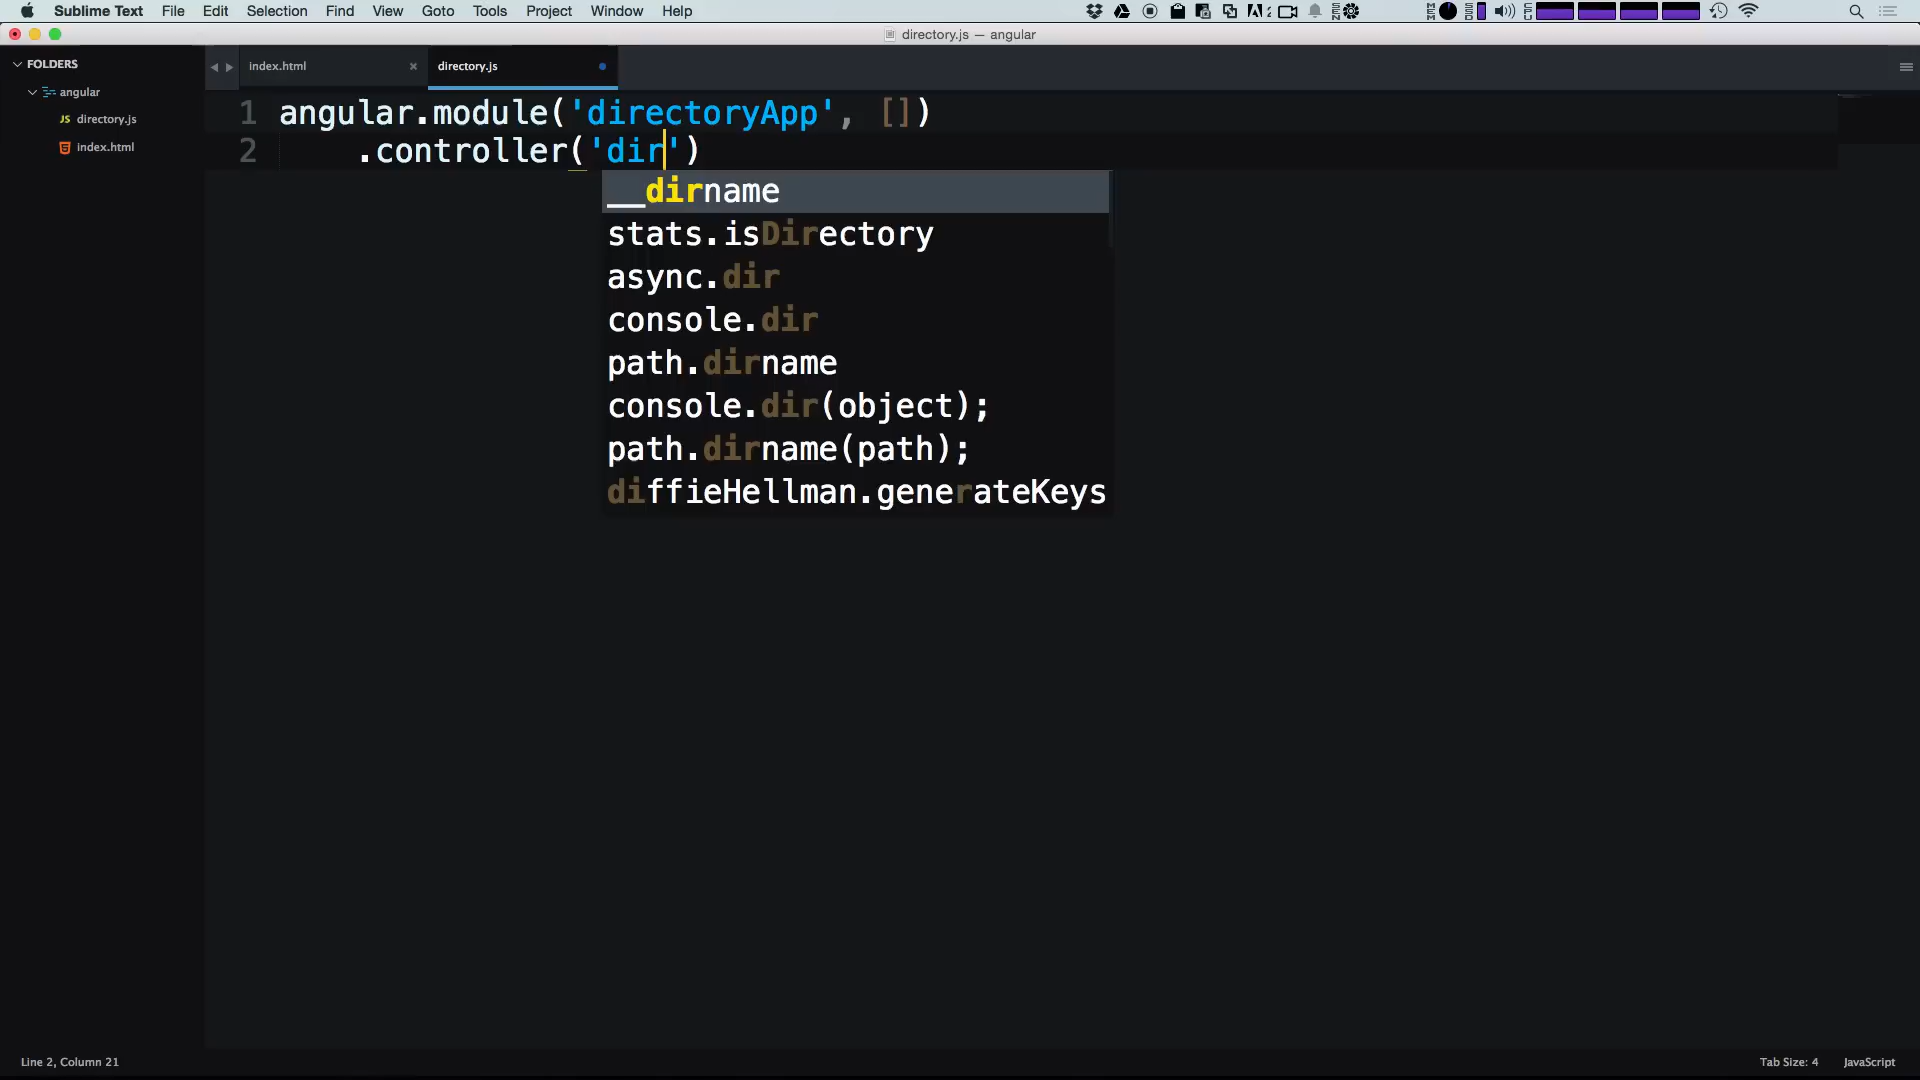 Sublime Text File Edit Selection Find View Goto Tools Project Window Help
directory.js — angular
FOLDERS
angular
JS directory.js
index.html
index.html × directory.js
1 angular.module('directoryApp', [])
2 .controller('dir')
__dirname
stats.isDirectory
async.dir
console.dir
path.dirname
console.dir(object);
path.dirname(path);
diffieHellman.generateKeys
Line 2, Column 21
Tab Size: 4 JavaScript